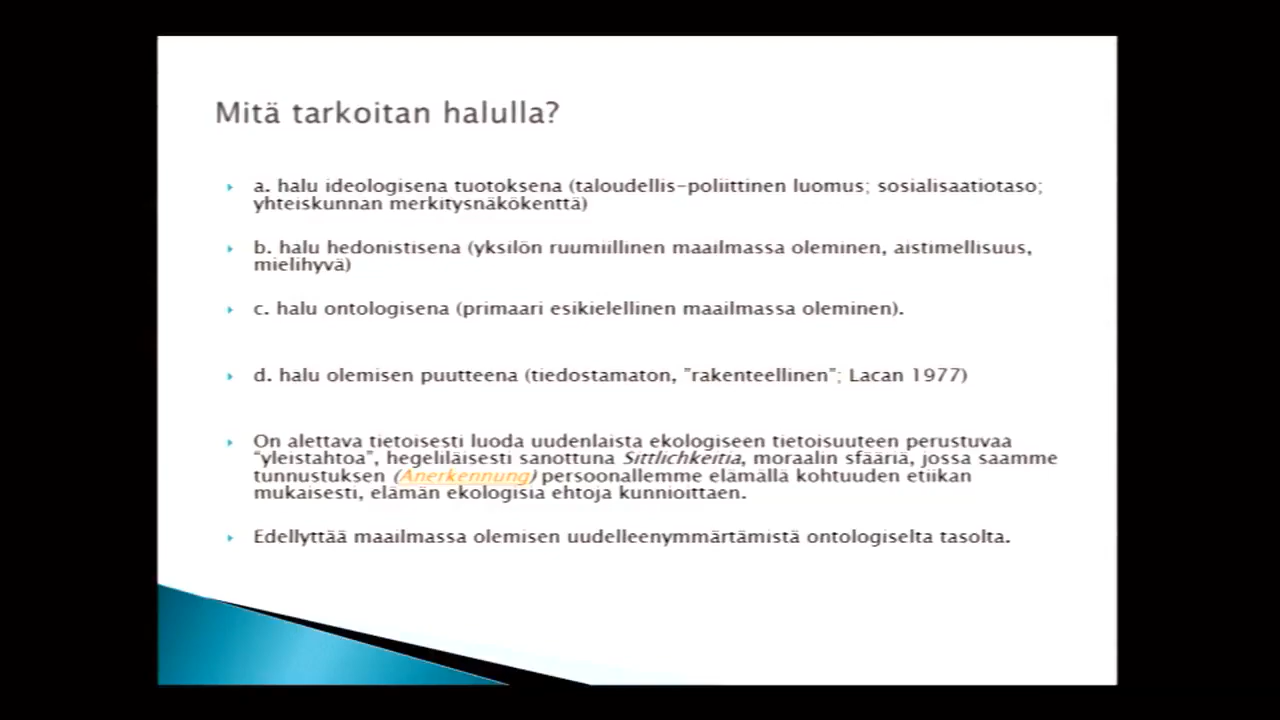 Mitä tarkoitan halulla?
a. halu ideologisena tuotoksena (taloudellis-poliittinen luomus; sosialisaatiotaso;
yhteiskunnan merkitysnäkökenttä)
b. halu hedonistisena (yksilön ruumiillinen maailmassa oleminen, aistimellisuus,
mielihyvä)
c. halu ontologisena (primaari esikielellinen maailmassa oleminen).
d. halu olemisen puutteena (tiedostamaton, "rakenteellinen"; Lacan 1977)
On alettava tietoisesti luoda uudenlaista ekologiseen tietoisuuteen perustuvaa
“yleistahtoa”, hegeliläisesti sanottuna Sittlichkeitia, moraalin sfääriä, jossa saamme
tunnustuksen (Anerkennung) persoonallemme elämällä kohtuuden etiikan
mukaisesti, elämän ekologisia ehtoja kunnioittaen.
Edellyttää maailmassa olemisen uudelleenymmärtämistä ontologiselta tasolta.